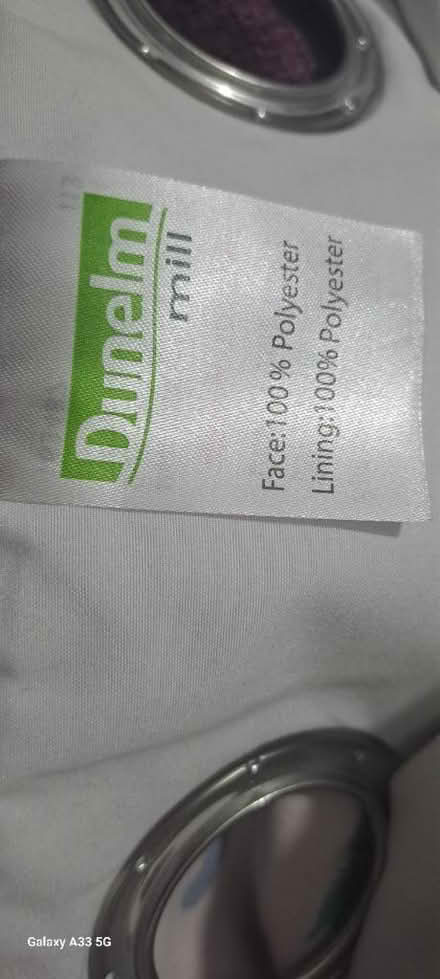 Dunelm
mill
Face:100% Polyester
Lining:100% Polyester
Galaxy A33 5G